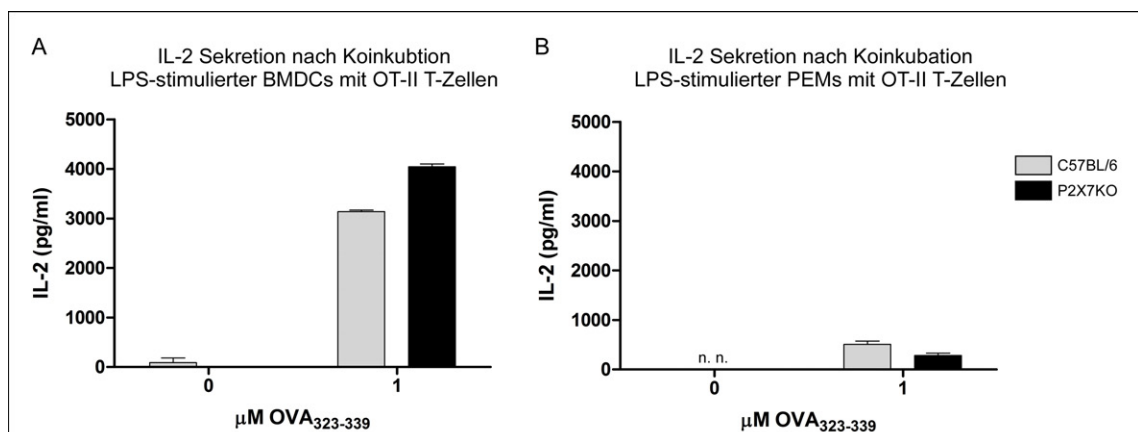 A
IL-2 Sekretion nach Koinkubtion
LPS-stimulierter BMDCs mit OT-II T-Zellen
5000
4000
3000
2000
1000
0
IL-2 (pg/ml)
0
1
µM OVA323-339
B
IL-2 Sekretion nach Koinkubation
LPS-stimulierter PEMs mit OT-II T-Zellen
5000
4000
3000
2000
1000
0
IL-2 (pg/ml)
n. n.
0
1
µM OVA323-339
C57BL/6
P2X7KO